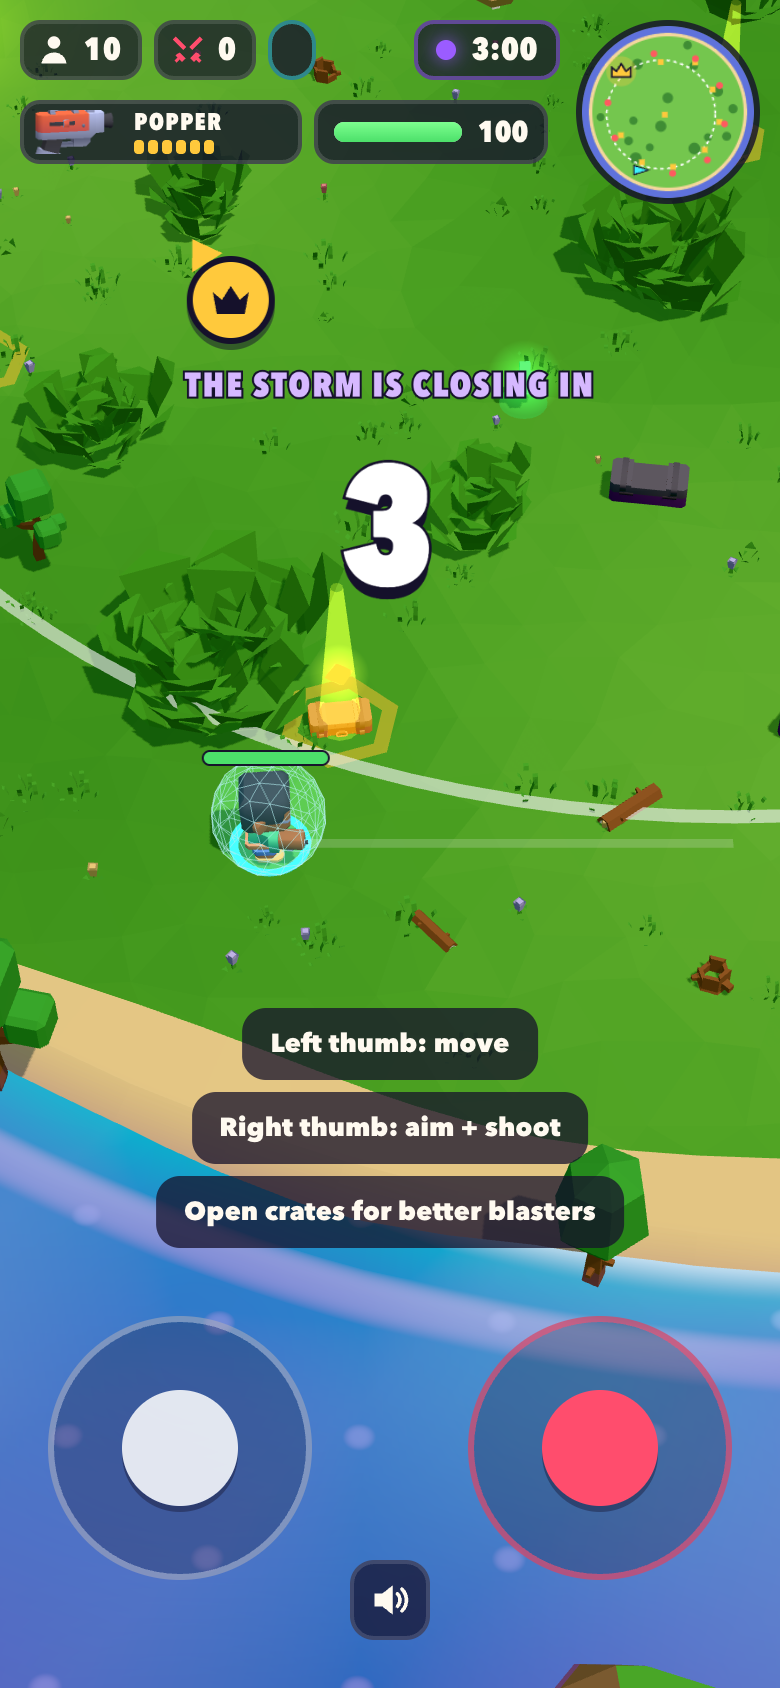 10
0
3:00
POPPER
100
THE STORM IS CLOSING IN
3
Left thumb: move
Right thumb: aim + shoot
Open crates for better blasters